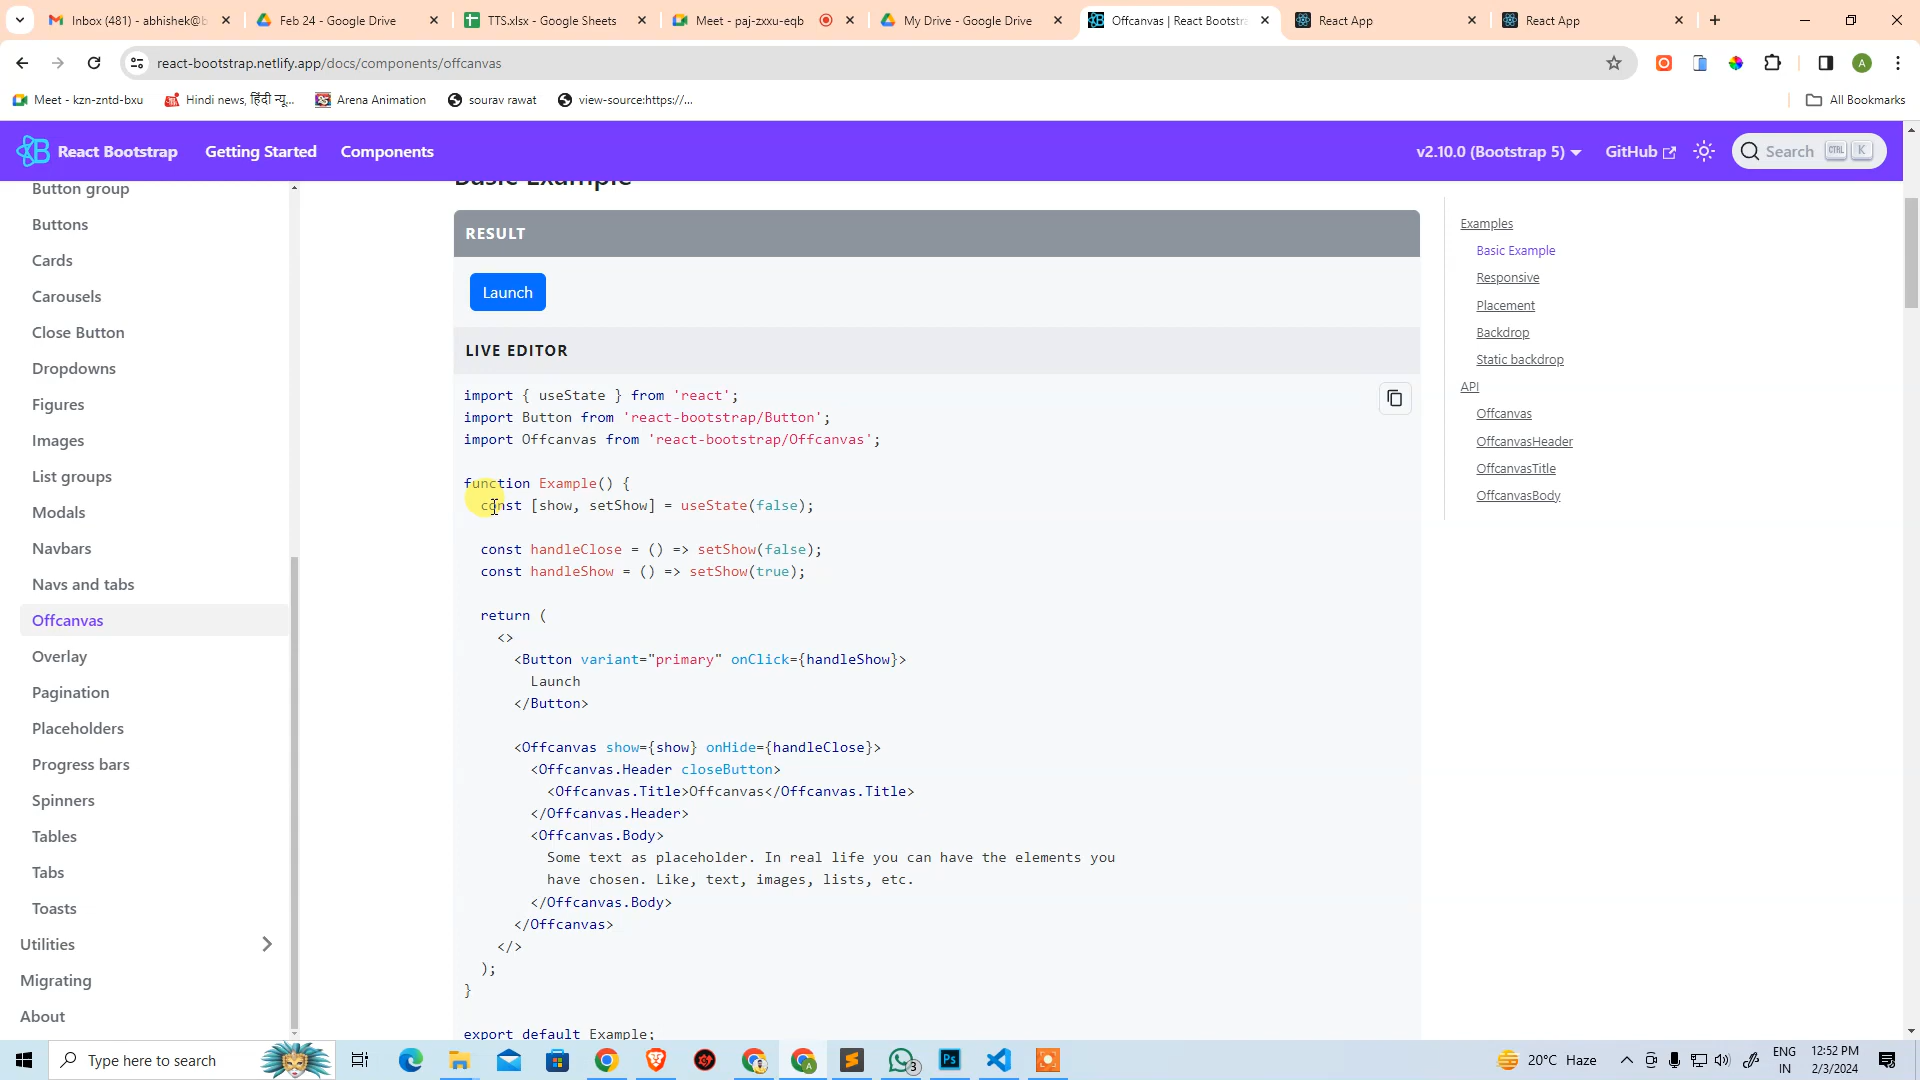 Inbox (481) - abhishek@b
Feb 24 - Google Drive
TTS.xlsx - Google Sheets
Meet - paj-zxxu-eqb
My Drive - Google Drive
Offcanvas | React Bootstra
React App
React App
react-bootstrap.netlify.app/docs/components/offcanvas
A
Meet - kzn-zntd-bxu
Hindi news, हिंदी न्यू...
Arena Animation
sourav rawat
view-source:https://...
All Bookmarks
React Bootstrap
Getting Started
Components
v2.10.0 (Bootstrap 5)
GitHub
Search
CTRL
K
Button group
Buttons
Cards
Carousels
Close Button
Dropdowns
Figures
Images
List groups
Modals
Navbars
Navs and tabs
Offcanvas
Overlay
Pagination
Placeholders
Progress bars
Spinners
Tables
Tabs
Toasts
Utilities
Migrating
About
Basic Example
RESULT
Launch
LIVE EDITOR
import { useState } from 'react';
import Button from 'react-bootstrap/Button';
import Offcanvas from 'react-bootstrap/Offcanvas';
function Example() {
const [show, setShow] = useState(false);
const handleClose = () => setShow(false);
const handleShow = () => setShow(true);
return (
<>
<Button variant="primary" onClick={handleShow}>
Launch
</Button>
<Offcanvas show={show} onHide={handleClose}>
<Offcanvas.Header closeButton>
<Offcanvas.Title>Offcanvas</Offcanvas.Title>
</Offcanvas.Header>
<Offcanvas.Body>
Some text as placeholder. In real life you can have the elements you
have chosen. Like, text, images, lists, etc.
</Offcanvas.Body>
</Offcanvas>
</>
);
}
export default Example;
Examples
Basic Example
Responsive
Placement
Backdrop
Static backdrop
API
Offcanvas
OffcanvasHeader
OffcanvasTitle
OffcanvasBody
Type here to search
A
3
Ps
20°C Haze
ENG
IN
12:52 PM
2/3/2024